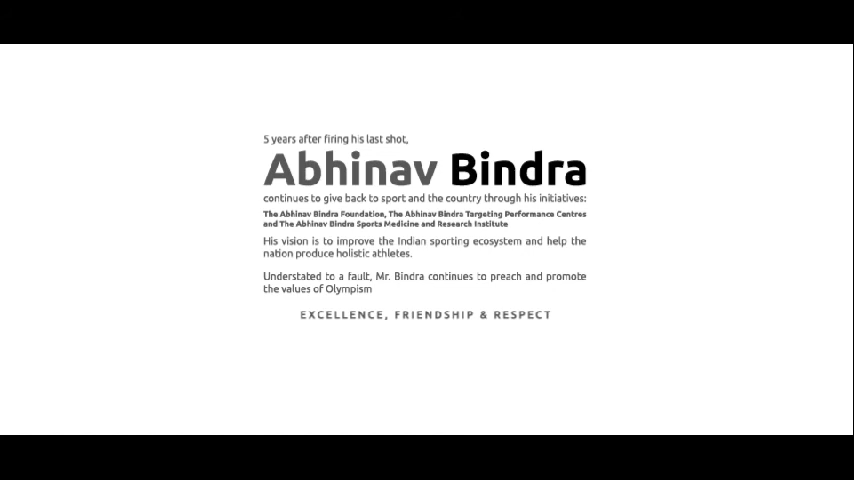 5 years after firing his last shot,
Abhinav Bindra
continues to give back to sport and the country through his initiatives:
The Abhinav Bindra Foundation, The Abhinav Bindra Targeting Performance Centres
and The Abhinav Bindra Sports Medicine and Research Institute
His vision is to improve the Indian sporting ecosystem and help the
nation produce holistic athletes.
Understated to a fault, Mr. Bindra continues to preach and promote
the values of Olympism
EXCELLENCE, FRIENDSHIP & RESPECT